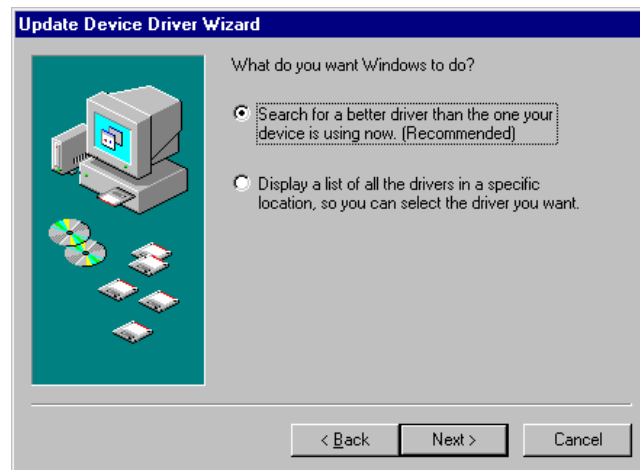 Update Device Driver Wizard
What do you want Windows to do?
Search for a better driver than the one your
device is using now. (Recommended)
Display a list of all the drivers in a specific
location, so you can select the driver you want.
< Back
Next >
Cancel